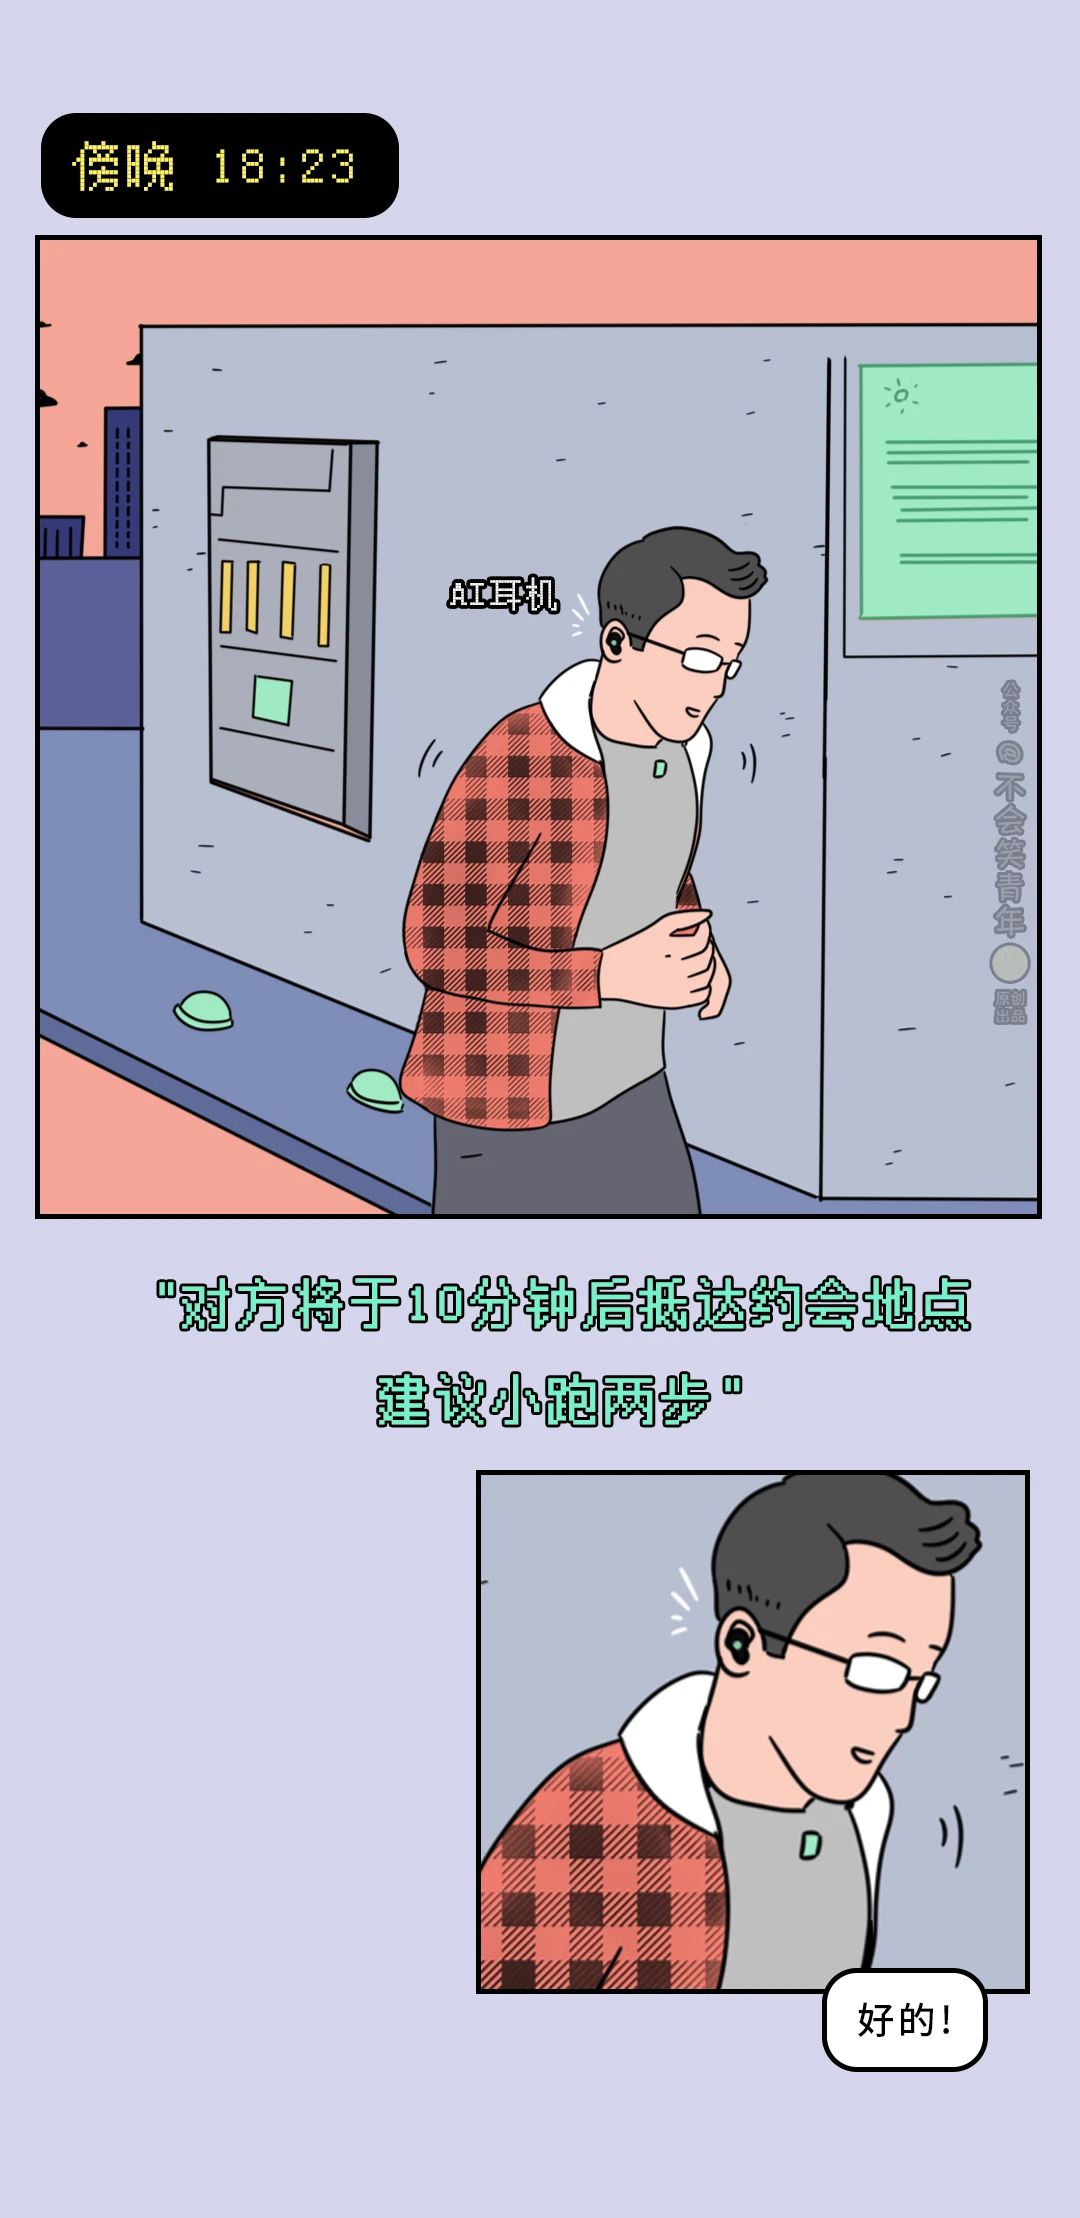 傍晚 18:23
AI耳机
公众号@不会笑青年
原创
出品
"对方将于10分钟后抵达约会地点
建议小跑两步"
好的!